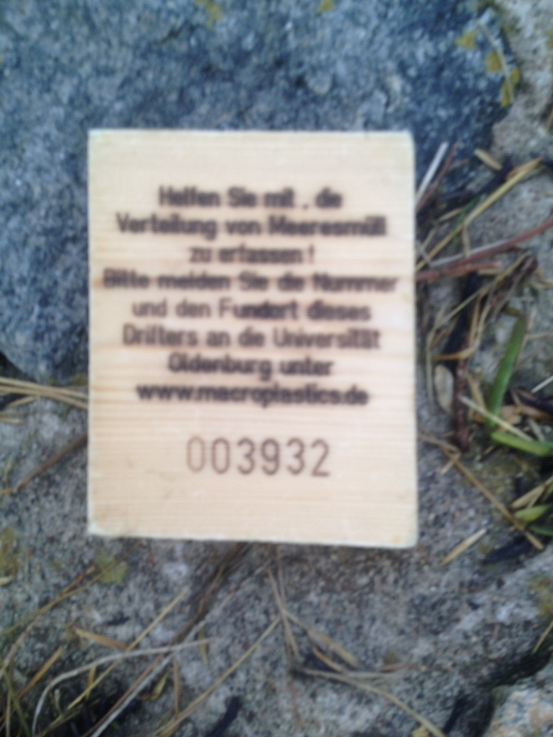 Helfen Sie mit , die
Verteilung von Meeresmüll
zu erfassen !
Bitte melden Sie die Nummer
und den Fundort dieses
Drifters an die Universität
Oldenburg unter
www.macroplastics.de
003932